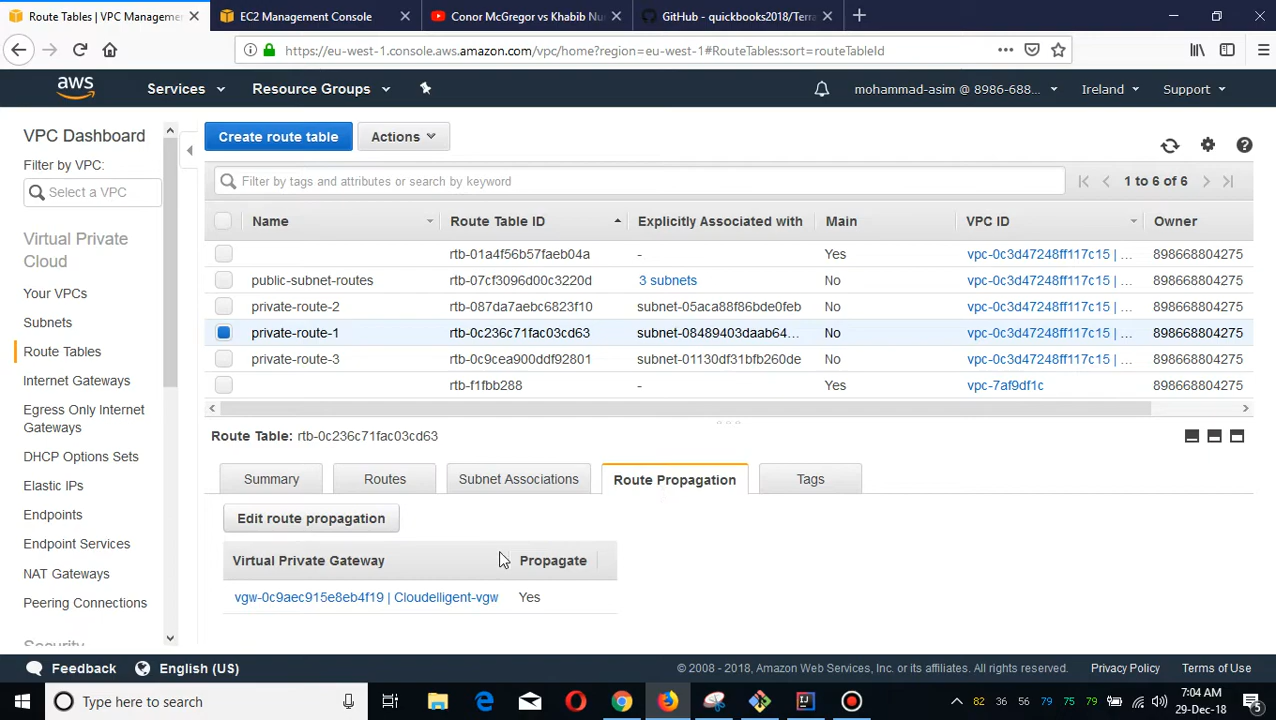 Route Tables | VPC Managemen
EC2 Management Console
Conor McGregor vs Khabib Nu
GitHub - quickbooks2018/Terra
https://eu-west-1.console.aws.amazon.com/vpc/home?region=eu-west-1#RouteTables:sort=routeTableId
aws
Services
Resource Groups
mohammad-asim @ 8986-688...
Ireland
Support
VPC Dashboard
Filter by VPC:
Select a VPC
Virtual Private
Cloud
Your VPCs
Subnets
Route Tables
Internet Gateways
Egress Only Internet
Gateways
DHCP Options Sets
Elastic IPs
Endpoints
Endpoint Services
NAT Gateways
Peering Connections
Security
Create route table
Actions
Filter by tags and attributes or search by keyword
1 to 6 of 6
Name Route Table ID Explicitly Associated with Main VPC ID Owner
rtb-01a4f56b57faeb04a - Yes vpc-0c3d47248ff117c15 | ... 898668804275
public-subnet-routes rtb-07cf3096d00c3220d 3 subnets No vpc-0c3d47248ff117c15 | ... 898668804275
private-route-2 rtb-087da7aebc6823f10 subnet-05aca88f86bde0feb No vpc-0c3d47248ff117c15 | ... 898668804275
private-route-1 rtb-0c236c71fac03cd63 subnet-08489403daab64... No vpc-0c3d47248ff117c15 | ... 898668804275
private-route-3 rtb-0c9cea900ddf92801 subnet-01130df31bfb260de No vpc-0c3d47248ff117c15 | ... 898668804275
rtb-f1fbb288 - Yes vpc-7af9df1c 898668804275
Route Table: rtb-0c236c71fac03cd63
Summary
Routes
Subnet Associations
Route Propagation
Tags
Edit route propagation
Virtual Private Gateway Propagate
vgw-0c9aec915e8eb4f19 | Cloudelligent-vgw Yes
Feedback
English (US)
© 2008 - 2018, Amazon Web Services, Inc. or its affiliates. All rights reserved.
Privacy Policy
Terms of Use
Type here to search
82 36 56 79 75 79
7:04 AM
29-Dec-18
5